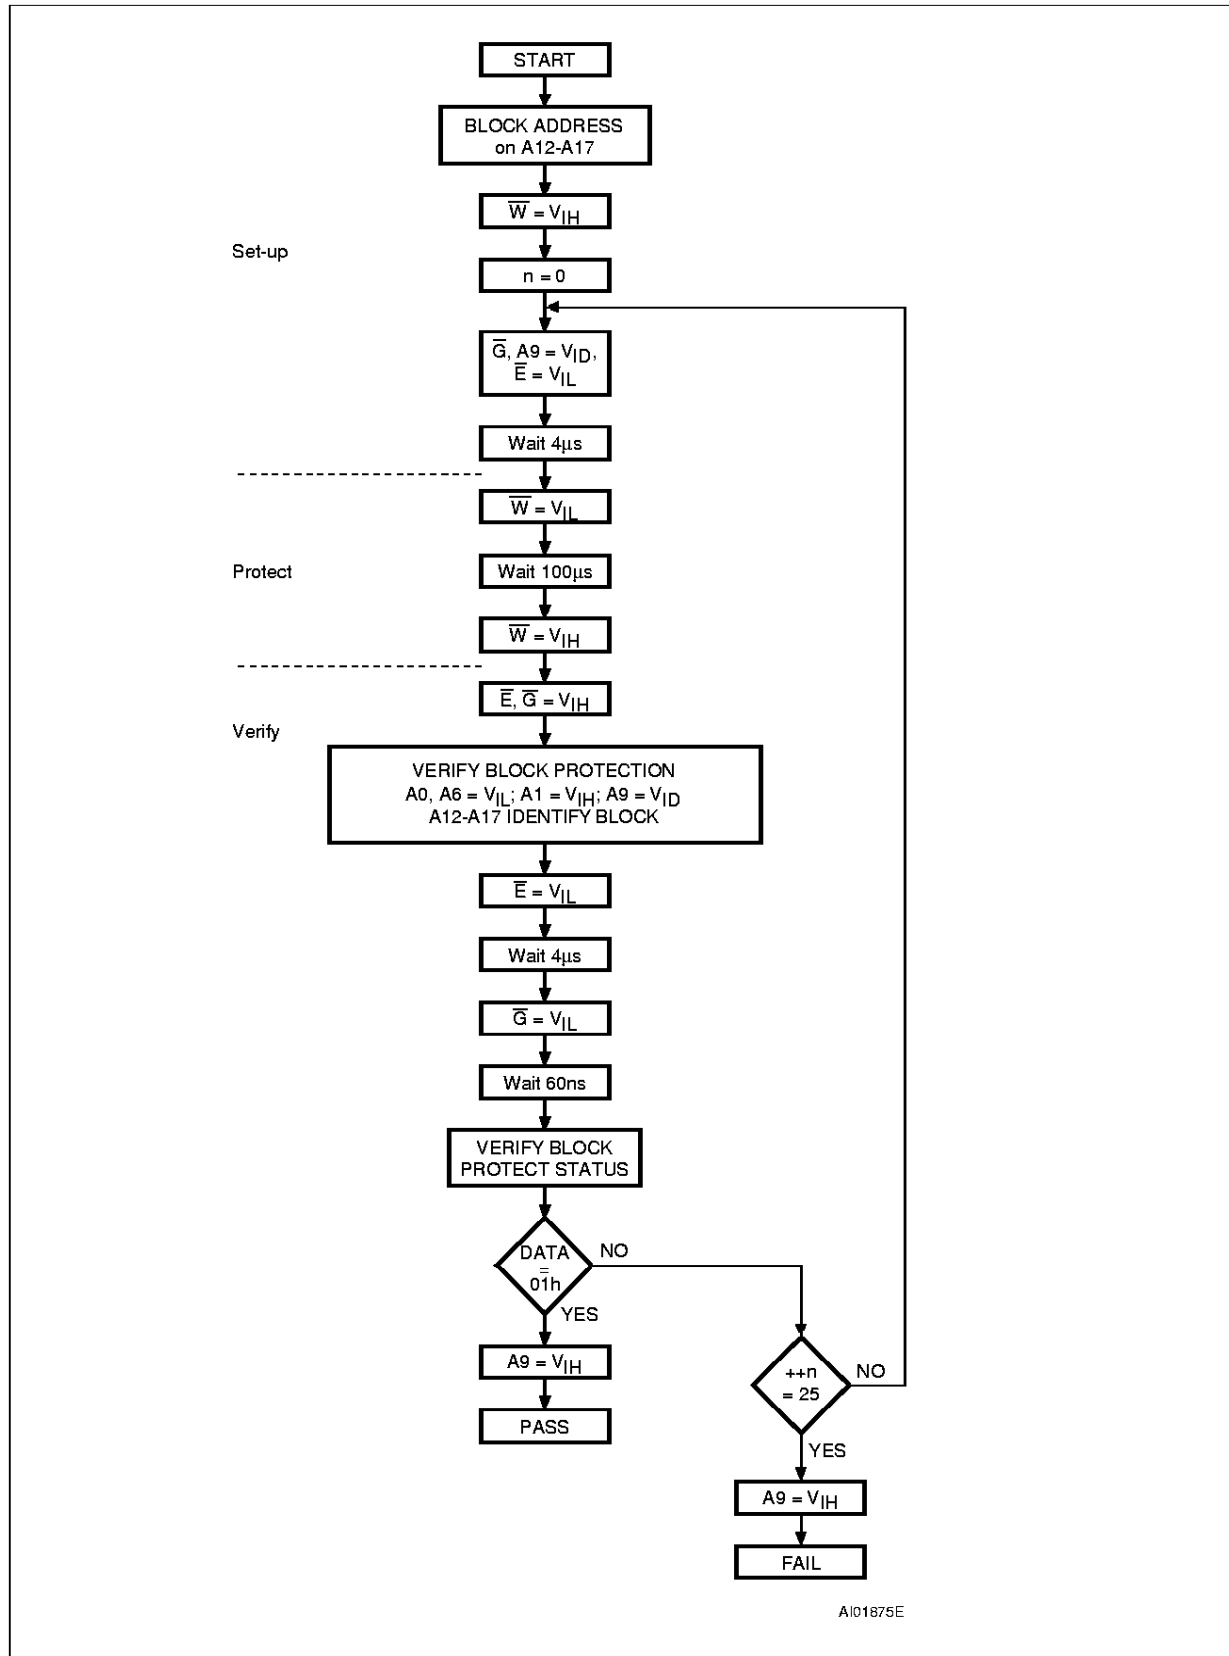 START
BLOCK ADDRESS
on A12-A17
W̅ = VIH
Set-up
n = 0
G̅, A9 = VID,
E̅ = VIL
Wait 4µs
W̅ = VIL
Wait 100µs
Protect
W̅ = VIH
E̅, G̅ = VIH
Verify
VERIFY BLOCK PROTECTION
A0, A6 = VIL; A1 = VIH; A9 = VID
A12-A17 IDENTIFY BLOCK
E̅ = VIL
Wait 4µs
G̅ = VIL
Wait 60ns
VERIFY BLOCK
PROTECT STATUS
DATA
=
01h
NO
YES
A9 = VIH
PASS
++n
= 25
NO
YES
A9 = VIH
FAIL
AI01875E